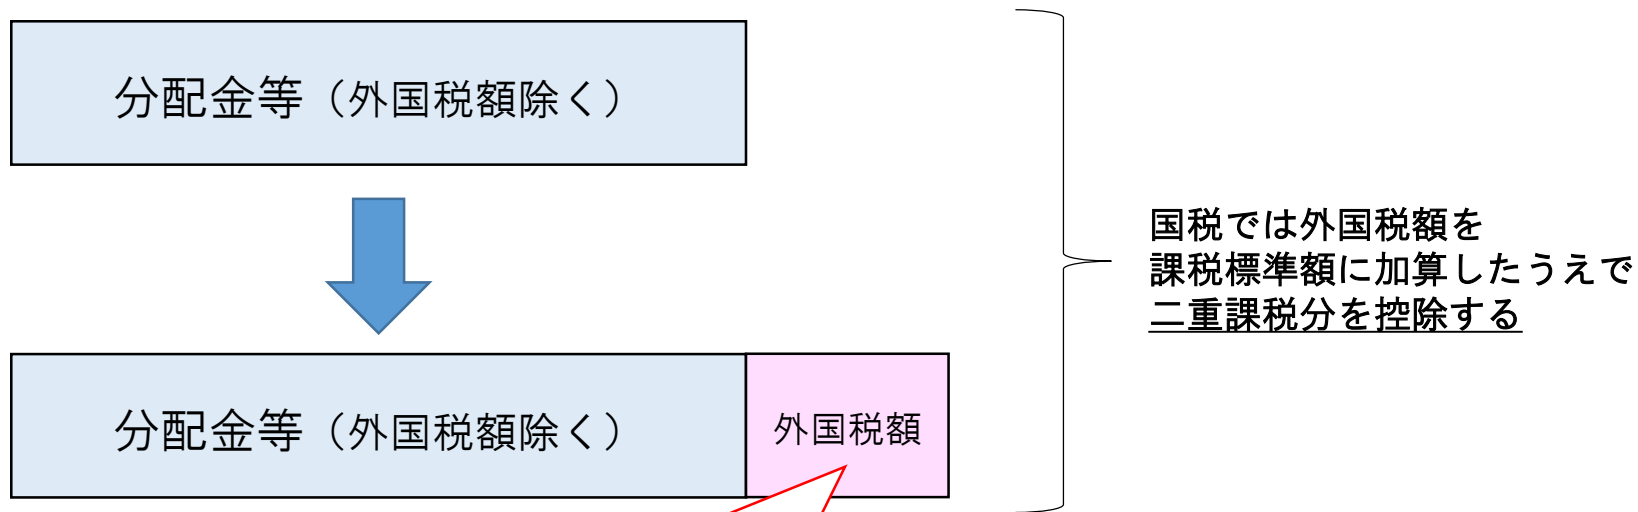 分配金等（外国税額除く）
国税では外国税額を
課税標準額に加算したうえで
二重課税分を控除する
分配金等（外国税額除く）
外国税額